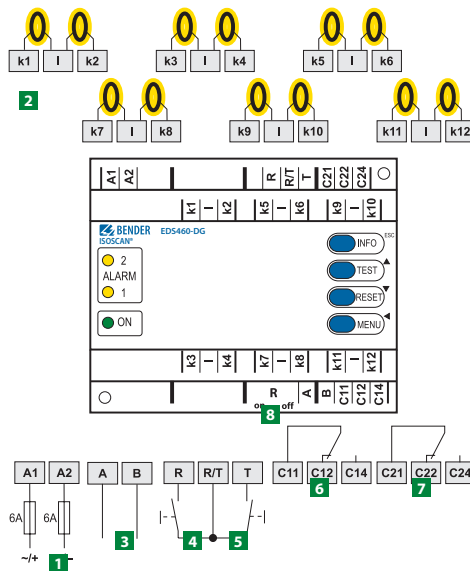 k1 I k2
k3 I k4
k5 I k6
2
k7 I k8
k9 I k10
k11 I k12
A1 A2 R R/T T C21 C22 C24
k1 I k2 k5 I k6 k9 I k10
BENDER EDS460-DG
ISOSCAN®
2
ALARM
1
ON
INFO ESC
TEST
RESET
MENU
k3 I k4 k7 I k8 k11 I k12
R A B C11 C12 C14
on off
8
A1 A2 A B R R/T T C11 C12 C14 C21 C22 C24
6 7
6A 6A
3 4 5
~/+ 1 -